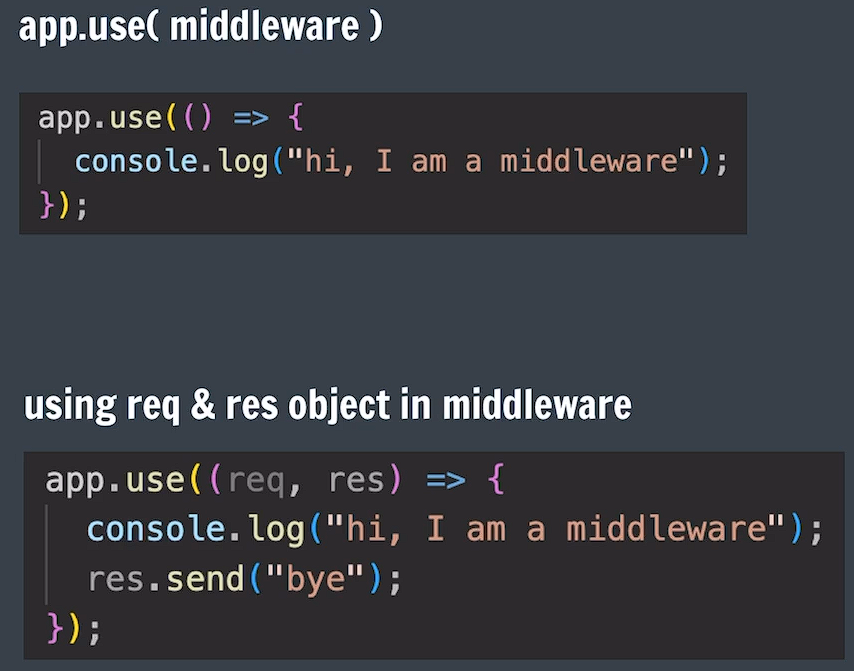 app.use( middleware )
app.use(() => {
  console.log("hi, I am a middleware");
});
using req & res object in middleware
app.use((req, res) => {
  console.log("hi, I am a middleware");
  res.send("bye");
});